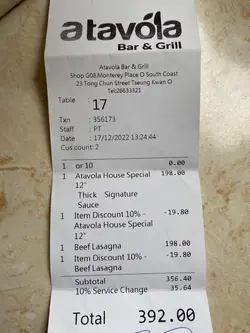 atavola
Bar & Grill
Atavola Bar & Grill
Shop G08,Monterey Place O South Coast
23 Tong Chun Street Tseung Kwan O
Tel:26633321
Table : 17
Txn : 356173
Staff : PT
Date : 17/12/2022 13:24:44
Cus count: 2
1 or 10 0.00
1 Atavola House Special 198.00
12"
Thick Signature
Sauce
1 Item Discount 10% - -19.80
Atavola House Special
12"
1 Beef Lasagna 198.00
1 Item Discount 10% - -19.80
Beef Lasagna
Subtotal 356.40
10% Service Change 35.64
Total 392.00